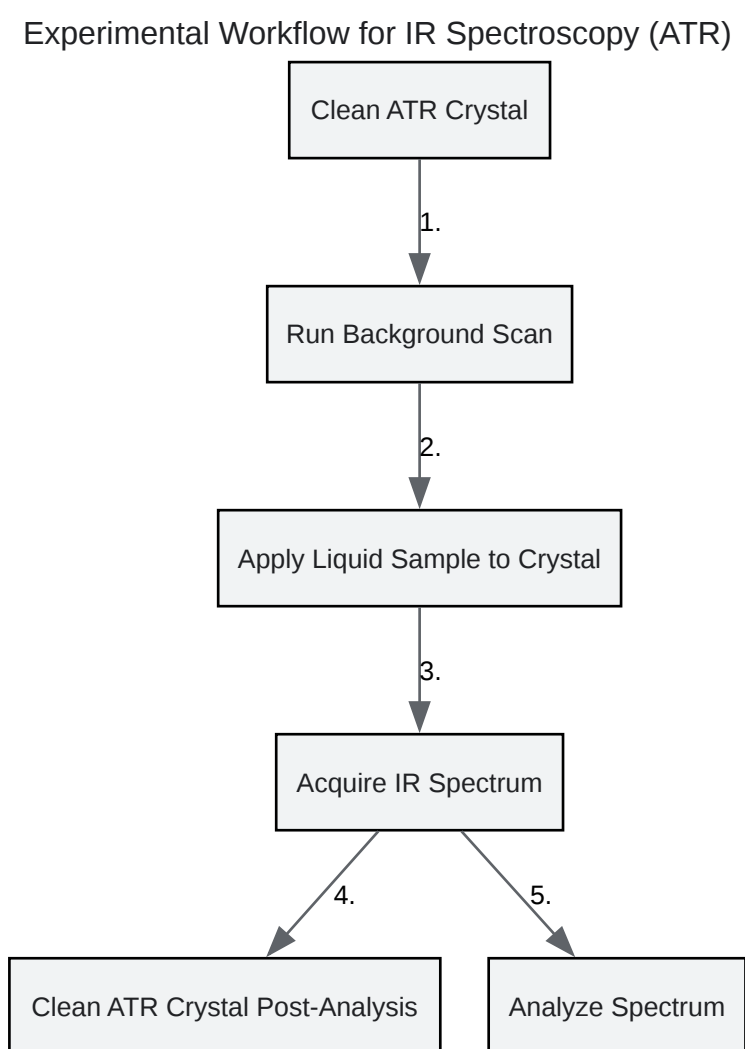 Experimental Workflow for IR Spectroscopy (ATR)
Clean ATR Crystal
1.
Run Background Scan
2.
Apply Liquid Sample to Crystal
3.
Acquire IR Spectrum
4.
5.
Clean ATR Crystal Post-Analysis
Analyze Spectrum